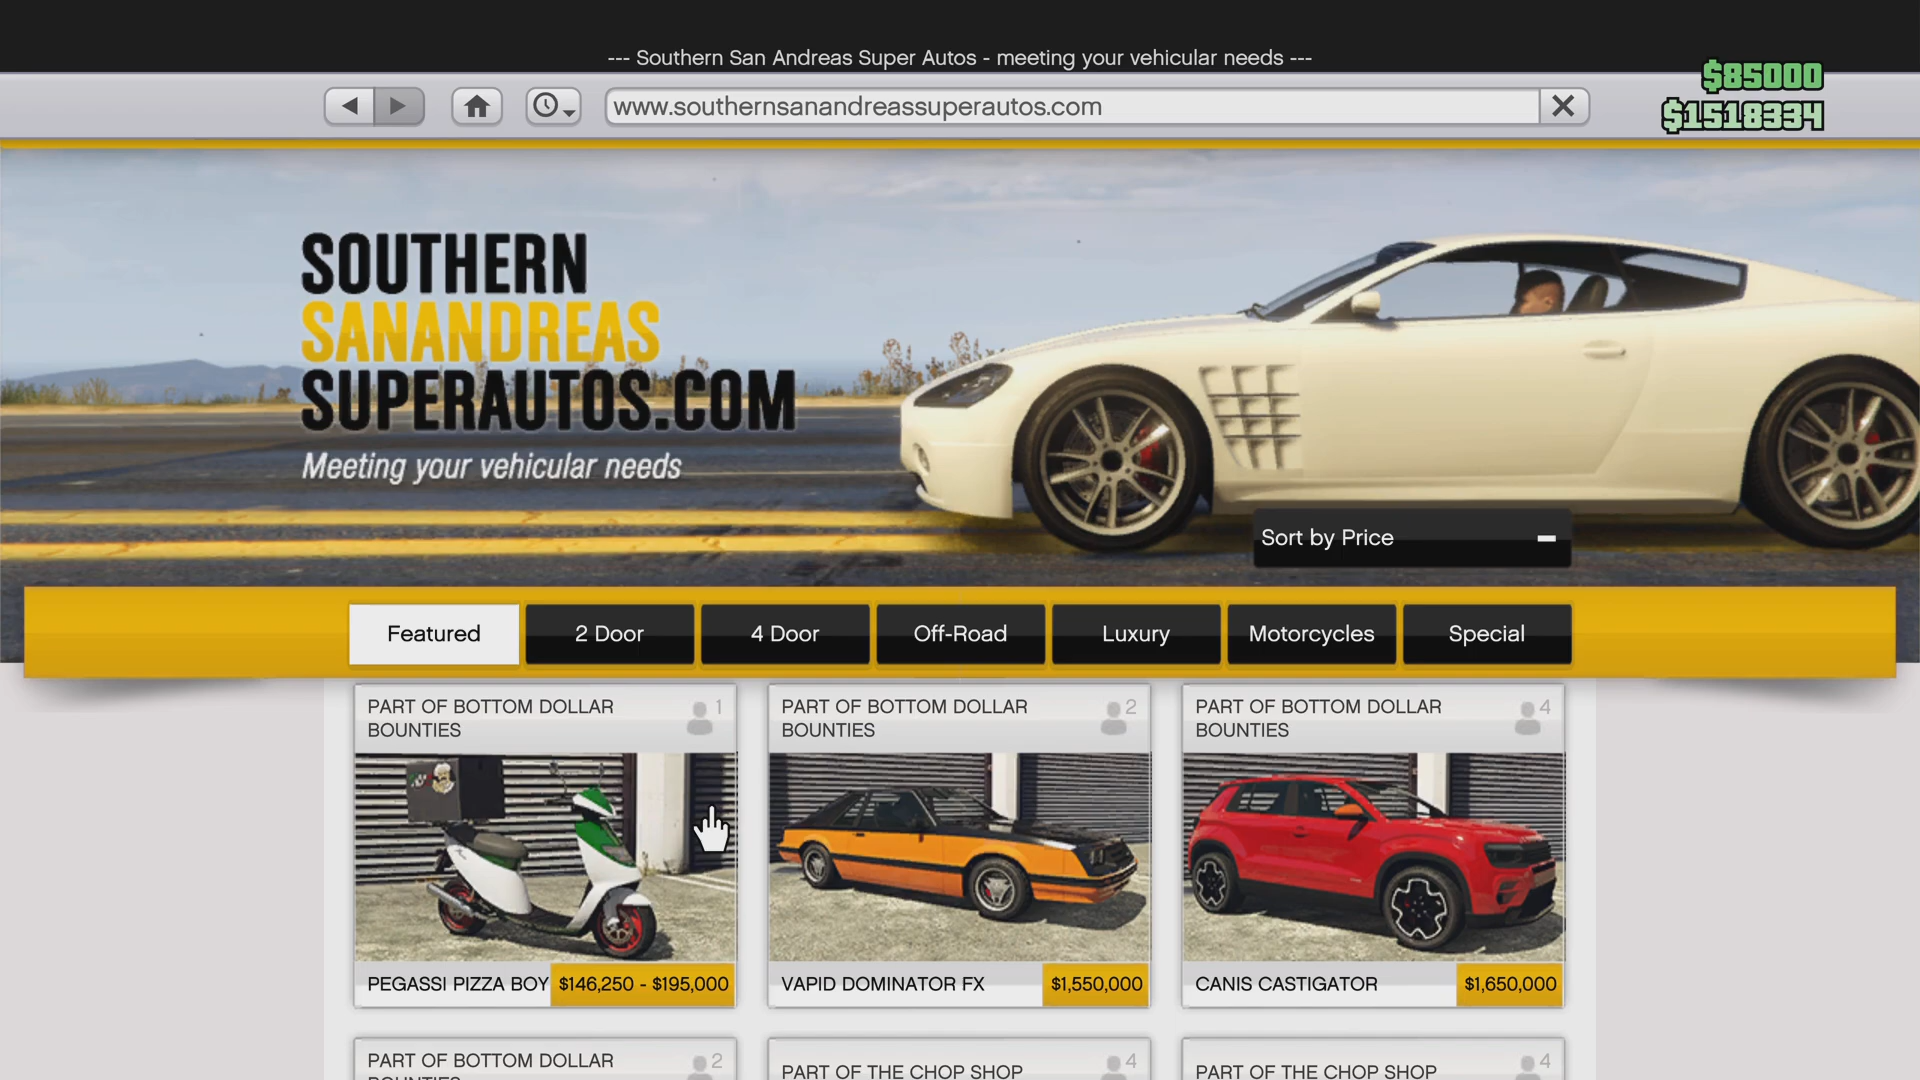 --- Southern San Andreas Super Autos - meeting your vehicular needs ---
$85000
www.southernsanandreassuperautos.com
$1518334
SOUTHERN
SANANDREAS
SUPERAUTOS.COM
Meeting your vehicular needs
Sort by Price
Featured
2 Door
4 Door
Off-Road
Luxury
Motorcycles
Special
PART OF BOTTOM DOLLAR
BOUNTIES
1
PEGASSI PIZZA BOY
$146,250 - $195,000
PART OF BOTTOM DOLLAR
BOUNTIES
2
VAPID DOMINATOR FX
$1,550,000
PART OF BOTTOM DOLLAR
BOUNTIES
4
CANIS CASTIGATOR
$1,650,000
PART OF BOTTOM DOLLAR
BOUNTIES
2
PART OF THE CHOP SHOP
4
PART OF THE CHOP SHOP
4